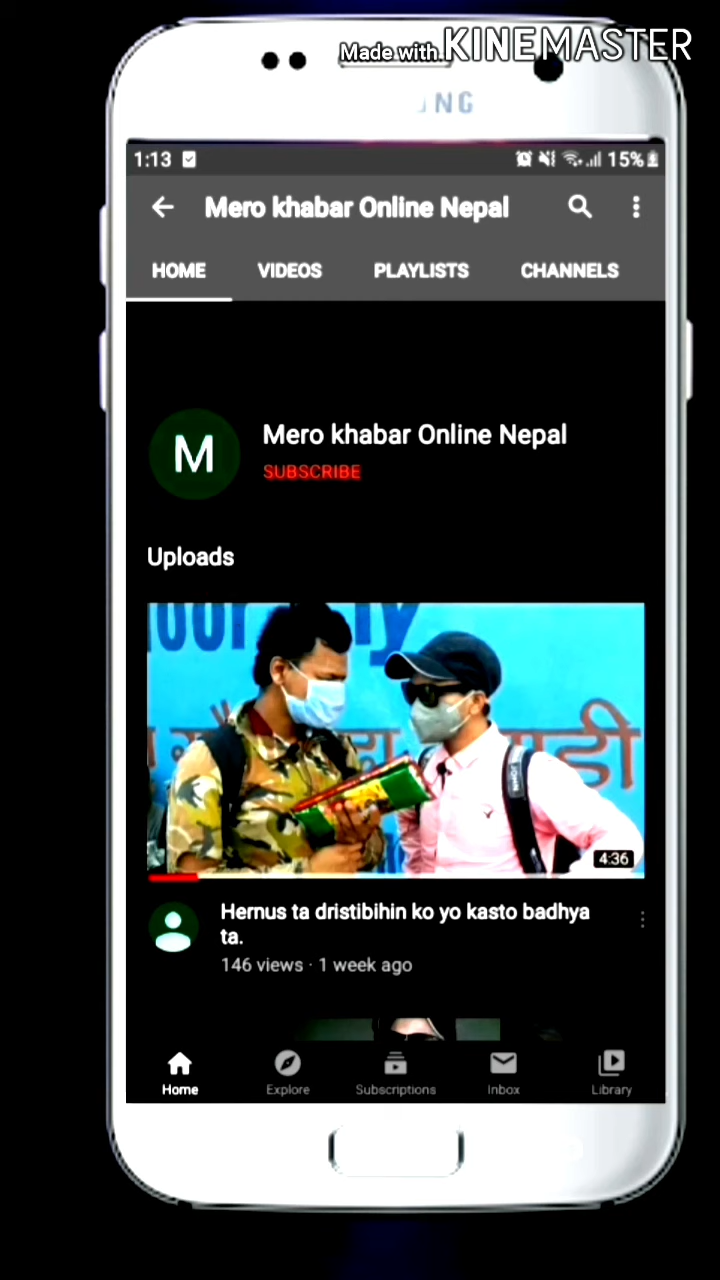 Made with KINEMASTER
NG
1:13
15%
Mero khabar Online Nepal
HOME VIDEOS PLAYLISTS CHANNELS
M
Mero khabar Online Nepal
SUBSCRIBE
Uploads
4:36
Hernus ta dristibihin ko yo kasto badhya
ta.
146 views · 1 week ago
Home Explore Subscriptions Inbox Library